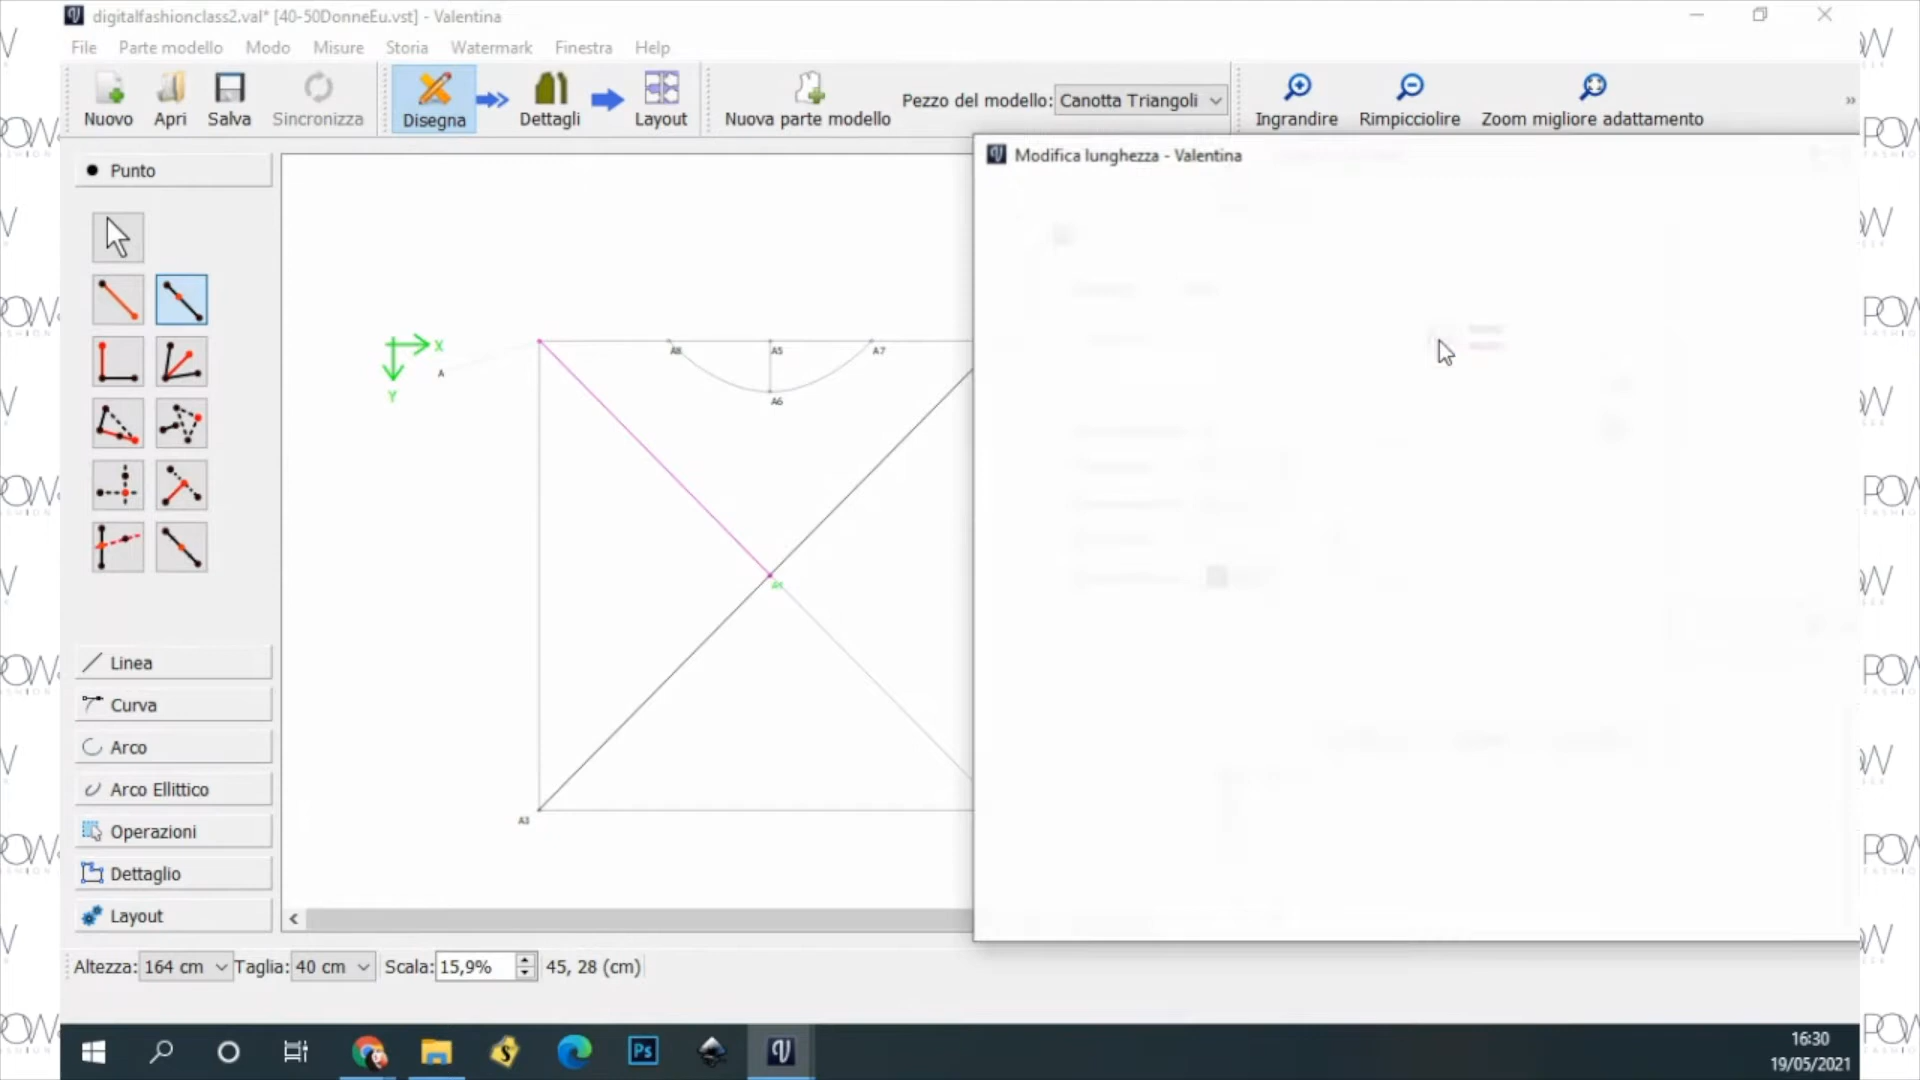 digitalfashionclass2.val* [40-50DonneEu.vst] - Valentina
File Parte modello Modo Misure Storia Watermark Finestra Help
Nuovo Apri Salva Sincronizza Disegna Dettagli Layout Nuova parte modello Pezzo del modello: Canotta Triangoli Ingrandire Rimpicciolire Zoom migliore adattamento »
Modifica lunghezza - Valentina
Punto
X
Y
A
A8
A5
A7
A6
A3
Linea
Curva
Arco
Arco Ellittico
Operazioni
Dettaglio
Layout
Altezza: 164 cm Taglia: 40 cm Scala: 15,9% 45, 28 (cm)
Ps
16:30
19/05/2021